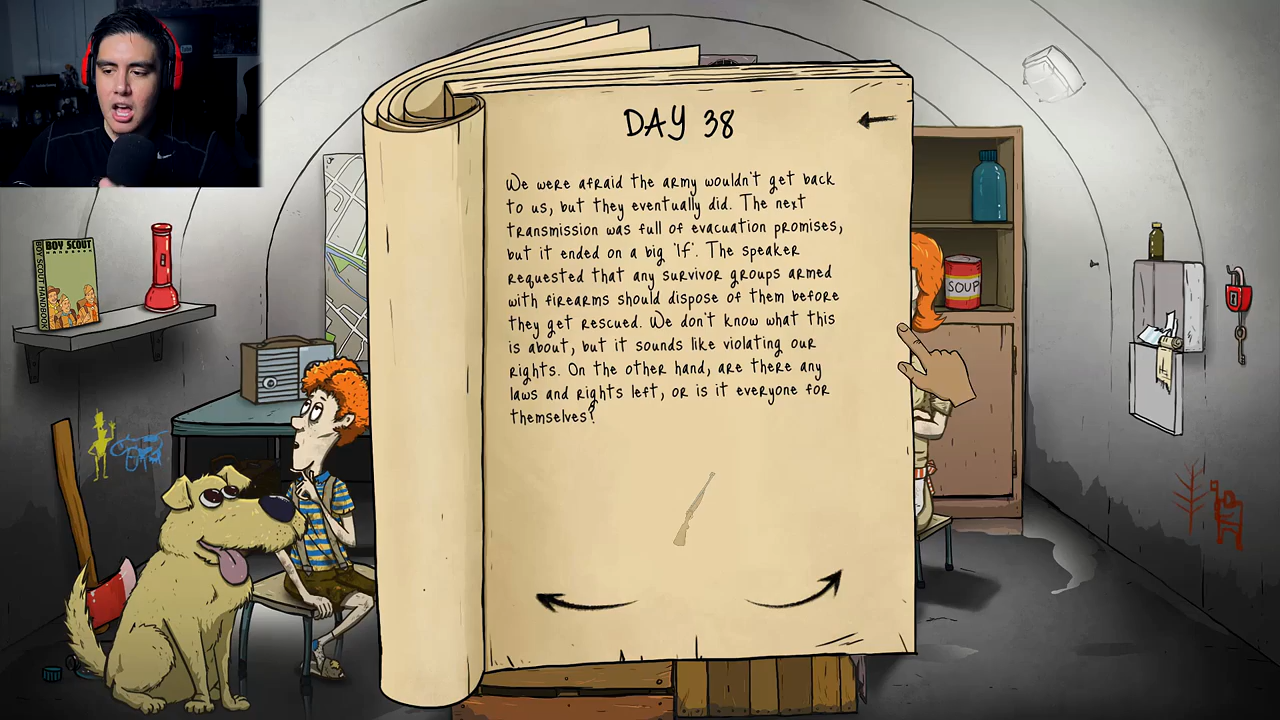 DAY 38
We were afraid the army wouldn't get back
to us, but they eventually did. The next
transmission was full of evacuation promises,
but it ended on a big 'If'. The speaker
requested that any survivor groups armed
with firearms should dispose of them before
they get rescued. We don't know what this
is about, but it sounds like violating our
rights. On the other hand, are there any
laws and rights left, or is it everyone for
themselves?
BOY SCOUT
HANDBOOK
BOY SCOUT HANDBOOK
SOUP